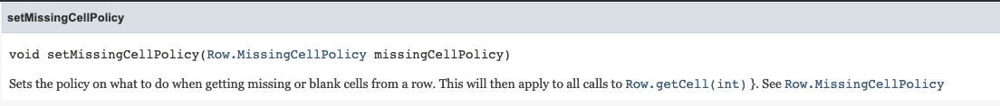 setMissingCellPolicy
void setMissingCellPolicy(Row.MissingCellPolicy missingCellPolicy)
Sets the policy on what to do when getting missing or blank cells from a row. This will then apply to all calls to Row.getCell(int) }. See Row.MissingCellPolicy